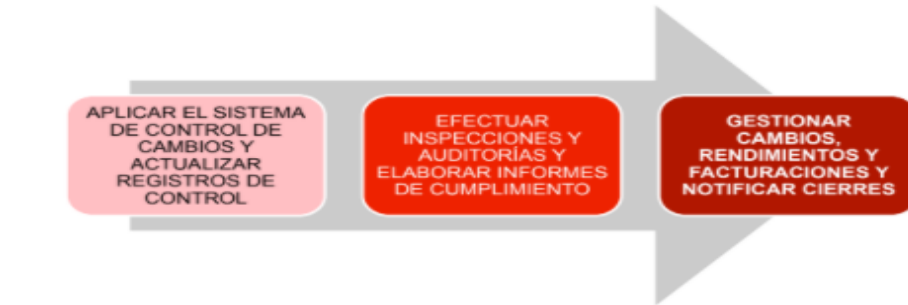 APLICAR EL SISTEMA
DE CONTROL DE
CAMBIOS Y
ACTUALIZAR
REGISTROS DE
CONTROL
EFECTUAR
INSPECCIONES Y
AUDITORÍAS Y
ELABORAR INFORMES
DE CUMPLIMIENTO
GESTIONAR
CAMBIOS,
RENDIMIENTOS Y
FACTURACIONES Y
NOTIFICAR CIERRES